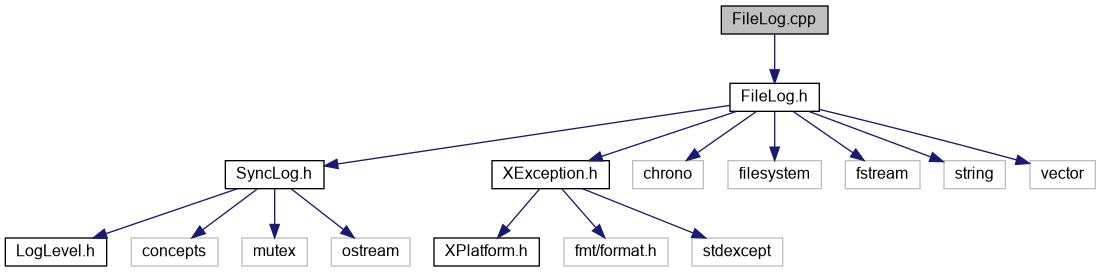 FileLog.cpp
FileLog.h
SyncLog.h
XException.h
chrono
filesystem
fstream
string
vector
LogLevel.h
concepts
mutex
ostream
XPlatform.h
fmt/format.h
stdexcept